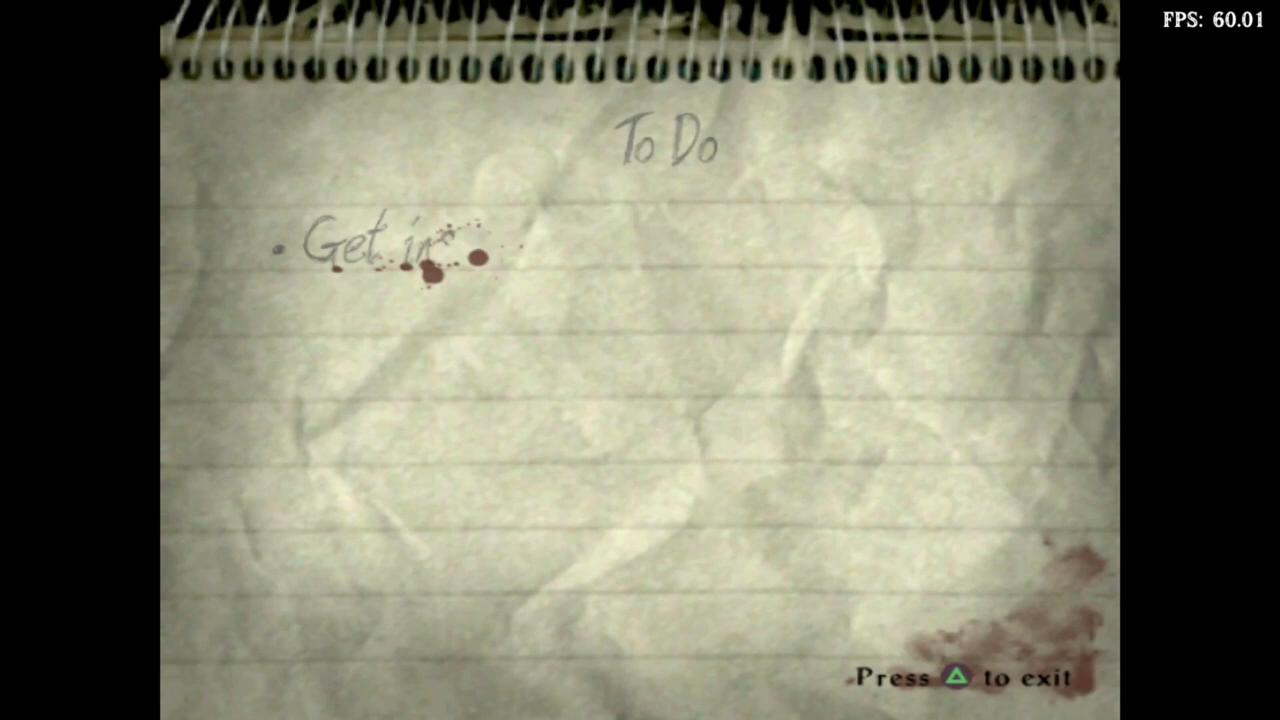 FPS: 60.01
To Do
• Get in
Press to exit